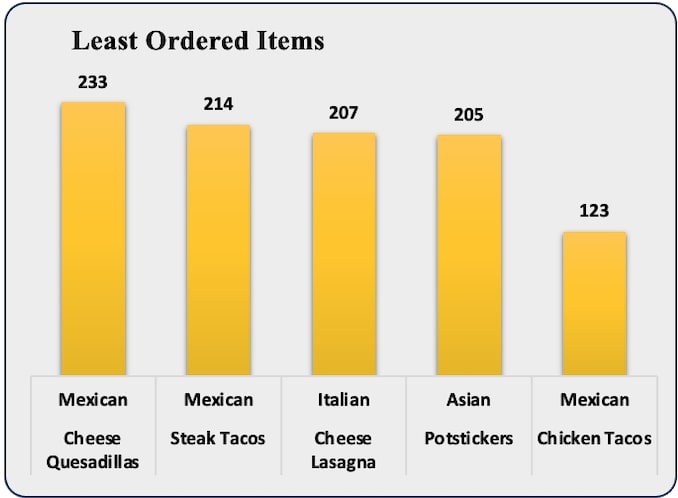 Least Ordered Items
233
214
207
205
123
Mexican
Mexican
Italian
Asian
Mexican
Cheese
Quesadillas
Steak Tacos
Cheese
Lasagna
Potstickers
Chicken Tacos